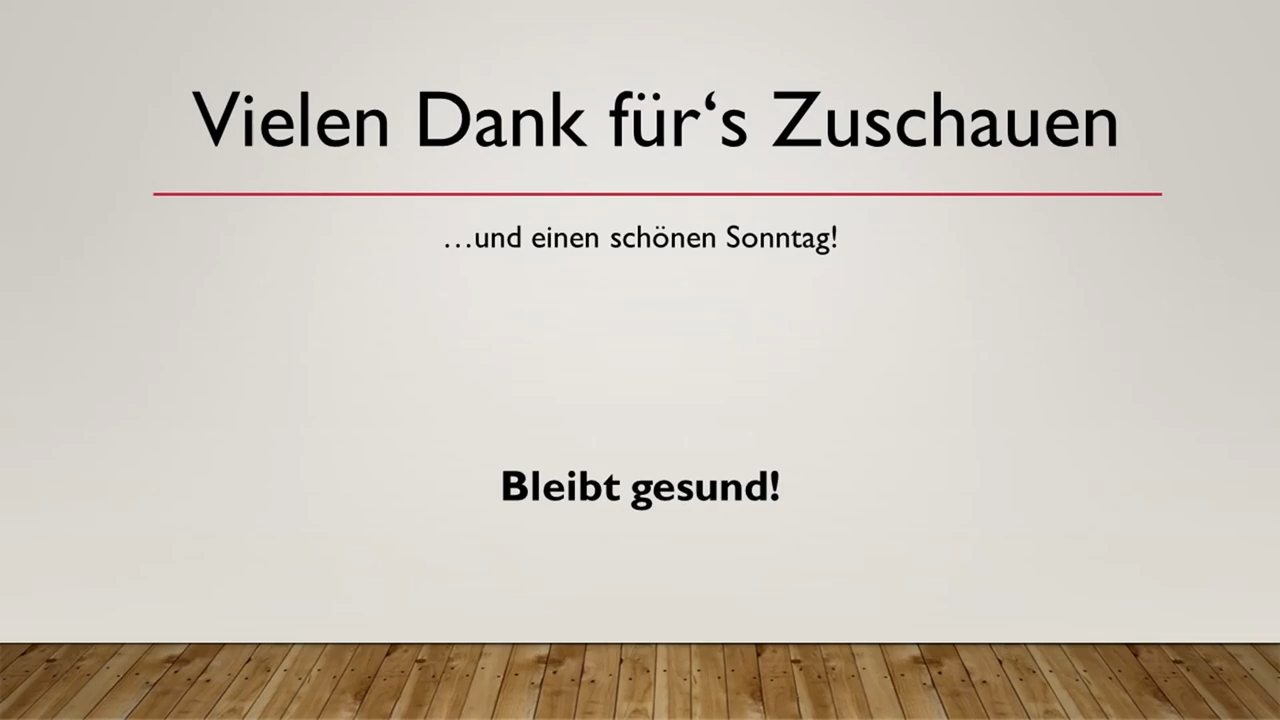 Vielen Dank für‘s Zuschauen
…und einen schönen Sonntag!
Bleibt gesund!